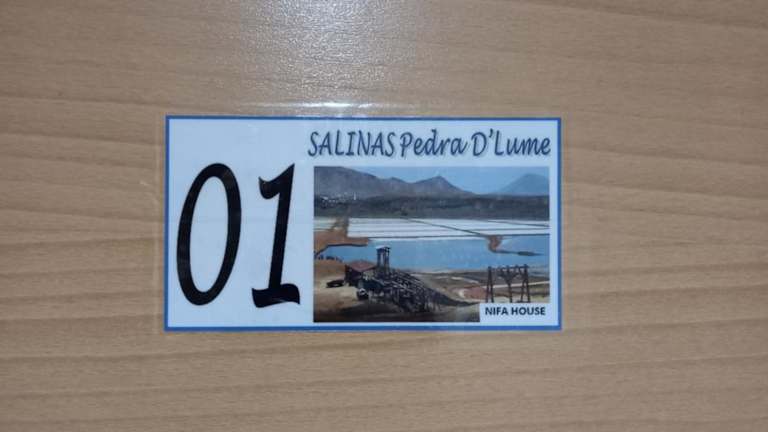 01
SALINAS Pedra D'Lume
NIFA HOUSE